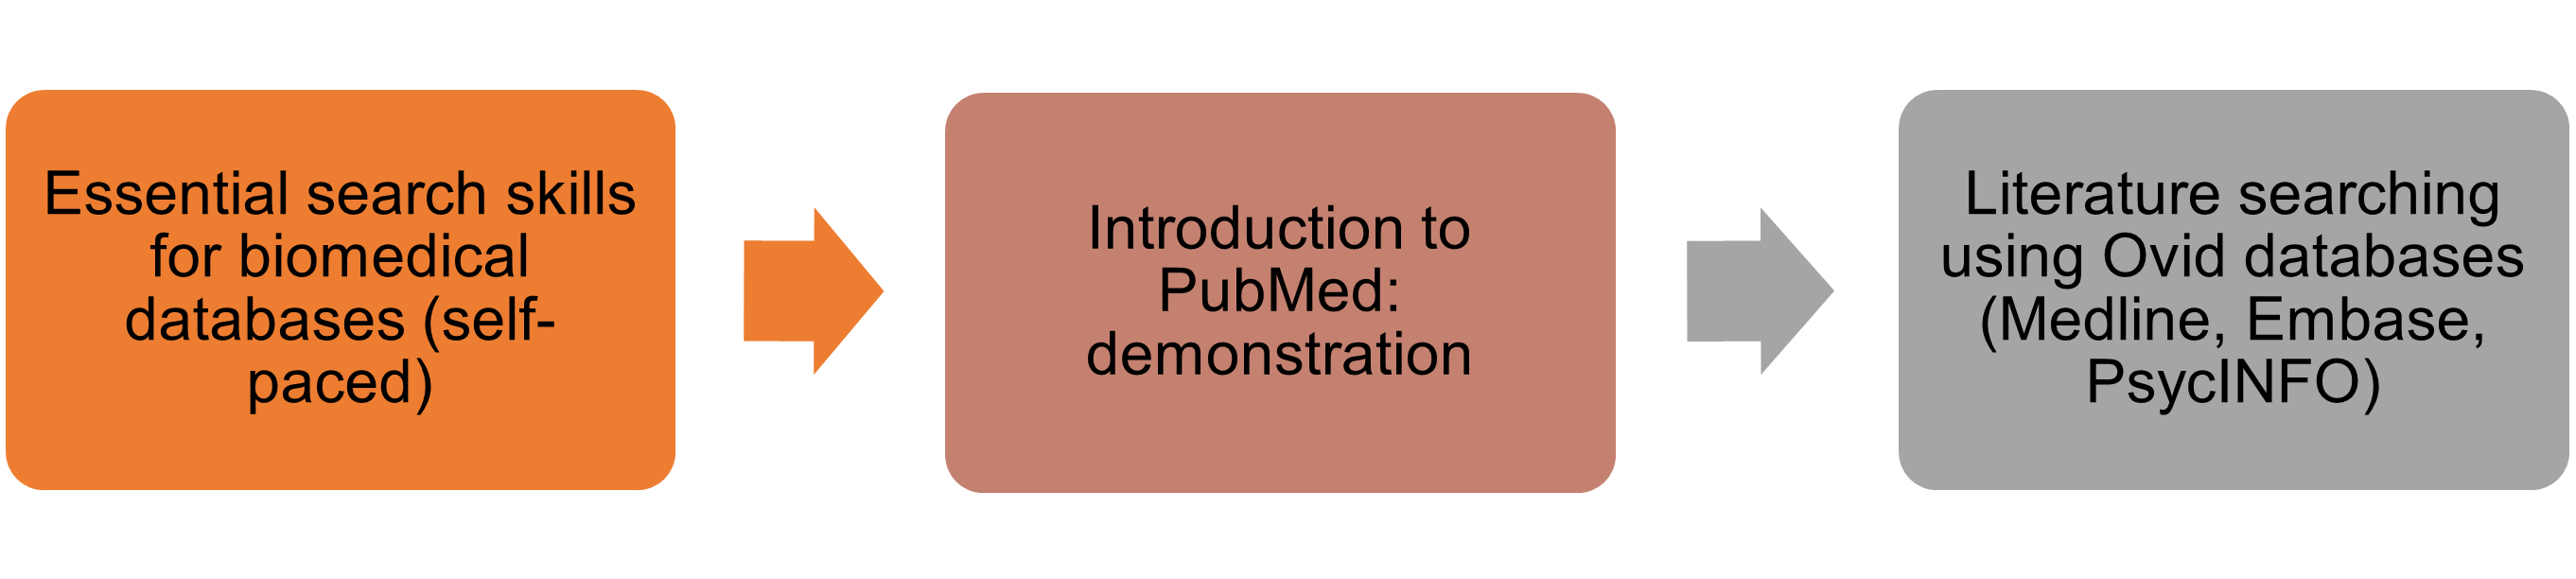 Essential search skills
for biomedical
databases (self-
paced)
Introduction to
PubMed:
demonstration
Literature searching
using Ovid databases
(Medline, Embase,
PsycINFO)